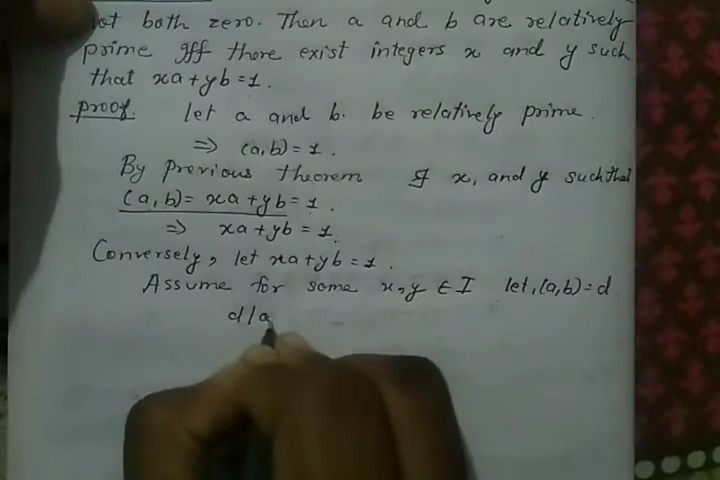 not both zero. Then a and b are relatively
prime iff there exist integers x and y such
that xa+yb=1.
proof. let a and b. be relatively prime.
⇒ (a,b)=1.
By previous theorem ∃ x, and y such that
(a,b)=xa+yb=1.
⇒ xa+yb=1.
Conversely, let xa+yb=1.
Assume for some x,y ∈ I let,(a,b)=d
d/a